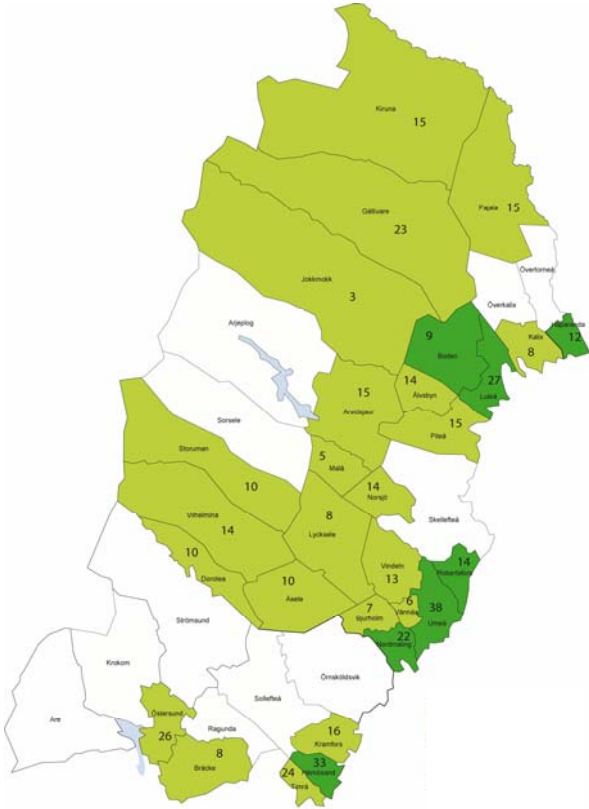 Kiruna
15
Pajala 15
Gällivare
23
Övertorneå
Jokkmokk
3
Överkalix
Arjeplog
Haparanda
12
9
Boden
Kalix
8
27
Luleå
14
Älvsbyn
15
Arvidsjaur
15
Piteå
Sorsele
Storuman
5
Malå
10
14
Norsjö
Vilhelmina
14
8
Lycksele
Skellefteå
10
Dorotea
Vindeln
13
14
Robertsfors
10
Åsele
7
Bjurholm
6
Vännäs
38
Umeå
22
Nordmaling
Strömsund
Krokom
Örnsköldsvik
Sollefteå
Åre
Östersund
26
Ragunda
8
Bräcke
16
Kramfors
33
Härnösand
24
Timrå